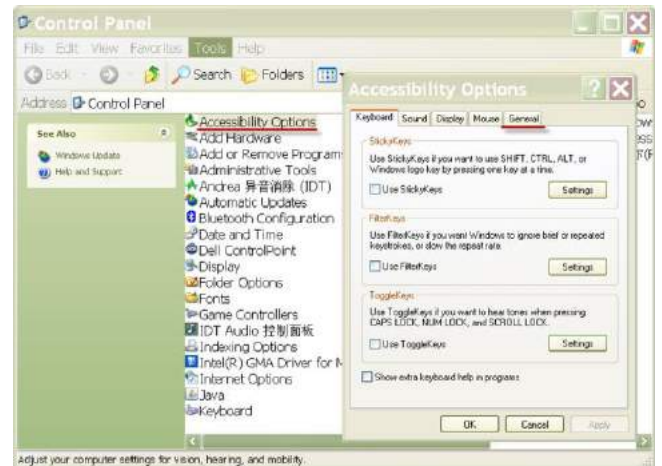 Control Panel
File Edit View Favorites Tools Help
Back Search Folders
Address Control Panel
See Also
Windows Update
Help and Support
Accessibility Options
Add Hardware
Add or Remove Program
Administrative Tools
Andrea 异音消除 (IDT)
Automatic Updates
Bluetooth Configuration
Date and Time
Dell ControlPoint
Display
Folder Options
Fonts
Game Controllers
IDT Audio 控制面板
Indexing Options
Intel(R) GMA Driver for
Internet Options
Java
Keyboard
Accessibility Options
Keyboard Sound Display Mouse General
StickyKeys
Use StickyKeys if you want to use SHIFT, CTRL, ALT, or
Windows logo key by pressing one key at a time.
Use StickyKeys Settings
FilterKeys
Use FilterKeys if you want Windows to ignore brief or repeated
keystrokes, or slow the repeat rate.
Use FilterKeys Settings
ToggleKeys
Use ToggleKeys if you want to hear tones when pressing
CAPS LOCK, NUM LOCK, and SCROLL LOCK.
Use ToggleKeys Settings
Show extra keyboard help in programs
OK Cancel Apply
Adjust your computer settings for vision, hearing, and mobility.